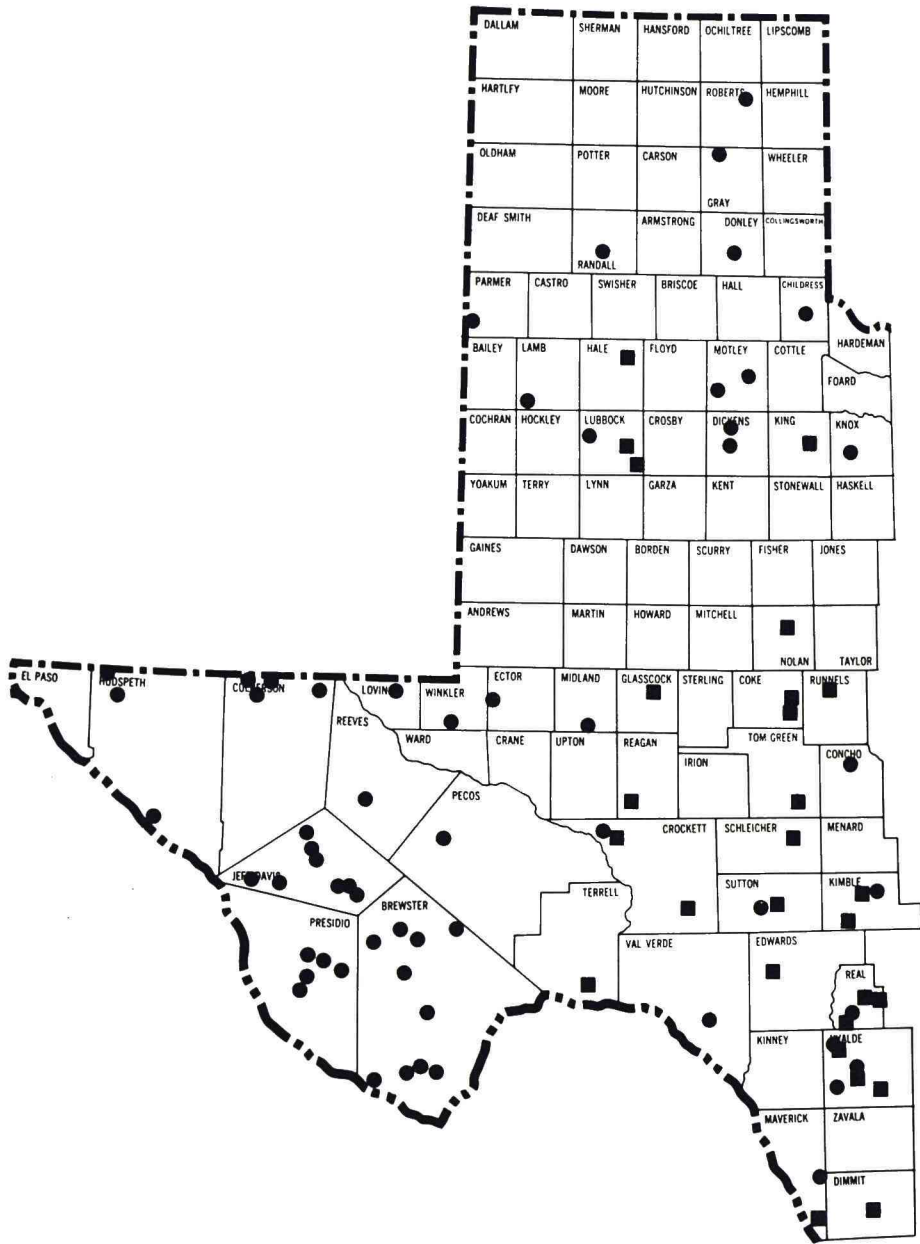 DALLAM SHERMAN HANSFORD OCHILTREE LIPSCOMB
HARTLEY MOORE HUTCHINSON ROBERTS HEMPHILL
OLDHAM POTTER CARSON WHEELER
GRAY
DEAF SMITH ARMSTRONG DONLEY COLLINGSWORTH
RANDALL
PARMER CASTRO SWISHER BRISCOE HALL CHILDRESS
HARDEMAN
BAILEY LAMB HALE FLOYD MOTLEY COTTLE
FOARD
COCHRAN HOCKLEY LUBBOCK CROSBY DICKENS KING KNOX
YOAKUM TERRY LYNN GARZA KENT STONEWALL HASKELL
GAINES DAWSON BORDEN SCURRY FISHER JONES
ANDREWS MARTIN HOWARD MITCHELL
NOLAN TAYLOR
EL PASO HUDSPETH CULBERSON LOVING WINKLER ECTOR MIDLAND GLASSCOCK STERLING COKE RUNNELS
REEVES WARD CRANE UPTON REAGAN TOM GREEN
IRION CONCHO
PECOS
CROCKETT SCHLEICHER MENARD
JEFF DAVIS TERRELL SUTTON KIMBLE
PRESIDIO BREWSTER
VAL VERDE EDWARDS
REAL
KINNEY UVALDE
MAVERICK ZAVALA
DIMMIT